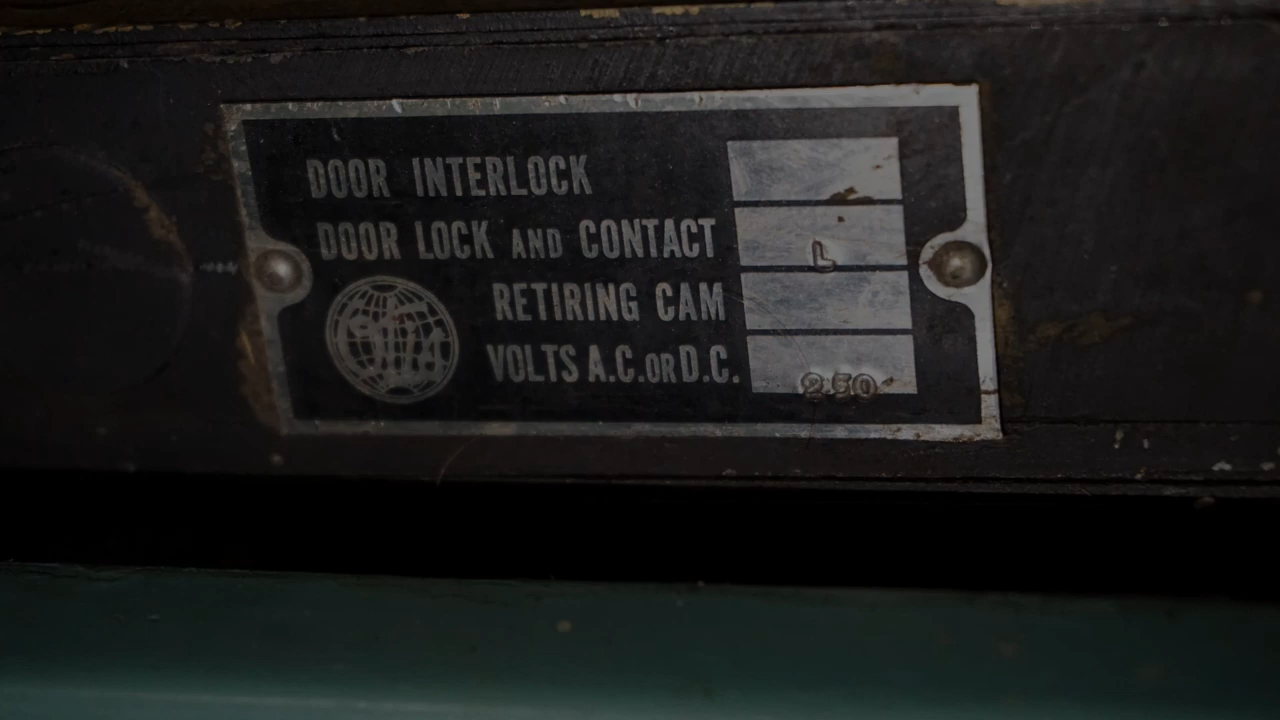 DOOR INTERLOCK
DOOR LOCK AND CONTACT L
RETIRING CAM
VOLTS A.C. OR D.C. 250